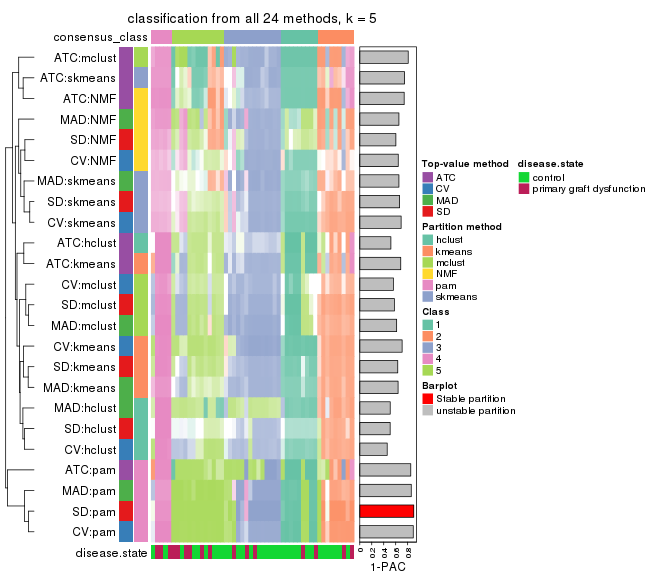 classification from all 24 methods, k = 5
consensus_class
ATC:mclust
ATC:skmeans
ATC:NMF
MAD:NMF
SD:NMF
CV:NMF
MAD:skmeans
SD:skmeans
CV:skmeans
ATC:hclust
ATC:kmeans
CV:mclust
SD:mclust
MAD:mclust
CV:kmeans
SD:kmeans
MAD:kmeans
MAD:hclust
SD:hclust
CV:hclust
ATC:pam
MAD:pam
SD:pam
CV:pam
disease.state
0 0.2 0.4 0.6 0.8
1-PAC
Top-value method
ATC
CV
MAD
SD
Partition method
hclust
kmeans
mclust
NMF
pam
skmeans
Class
1
2
3
4
5
Barplot
Stable partition
unstable partition
disease.state
control
primary graft dysfunction